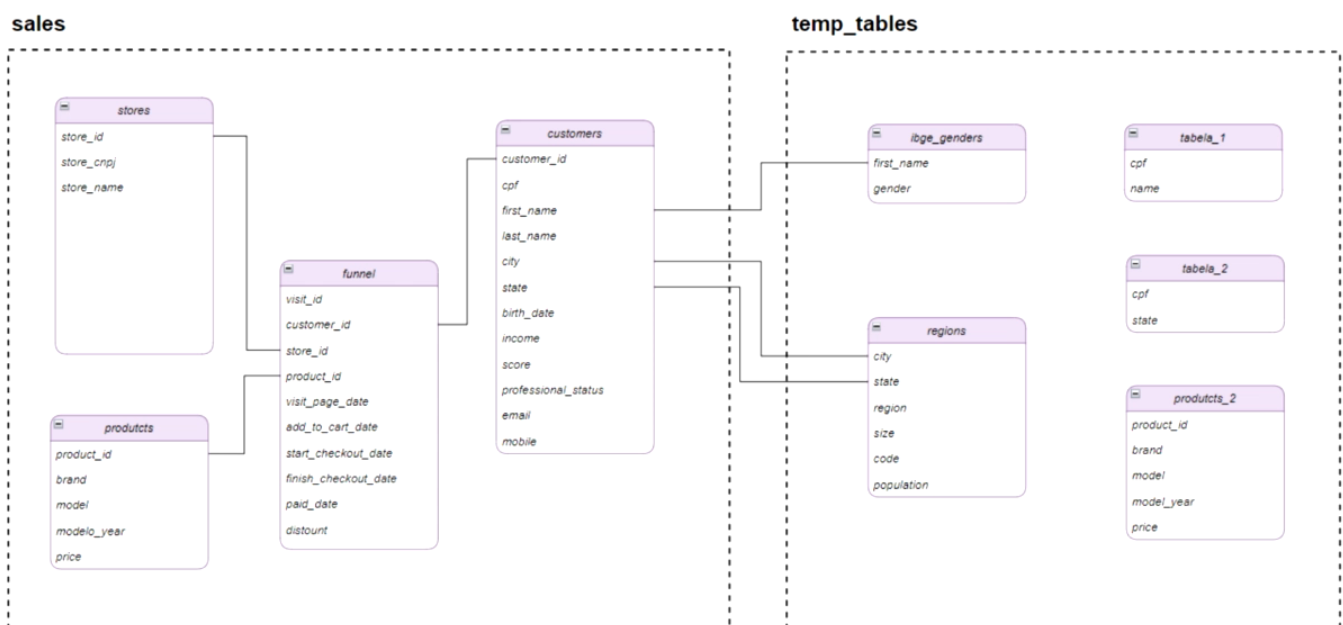 sales
stores
store_id
store_cnpj
store_name
produtcts
product_id
brand
model
modelo_year
price
funnel
visit_id
customer_id
store_id
product_id
visit_page_date
add_to_cart_date
start_checkout_date
finish_checkout_date
paid_date
distount
customers
customer_id
cpf
first_name
last_name
city
state
birth_date
income
score
professional_status
email
mobile
temp_tables
ibge_genders
first_name
gender
regions
city
state
region
size
code
population
tabela_1
cpf
name
tabela_2
cpf
state
produtcts_2
product_id
brand
model
model_year
price